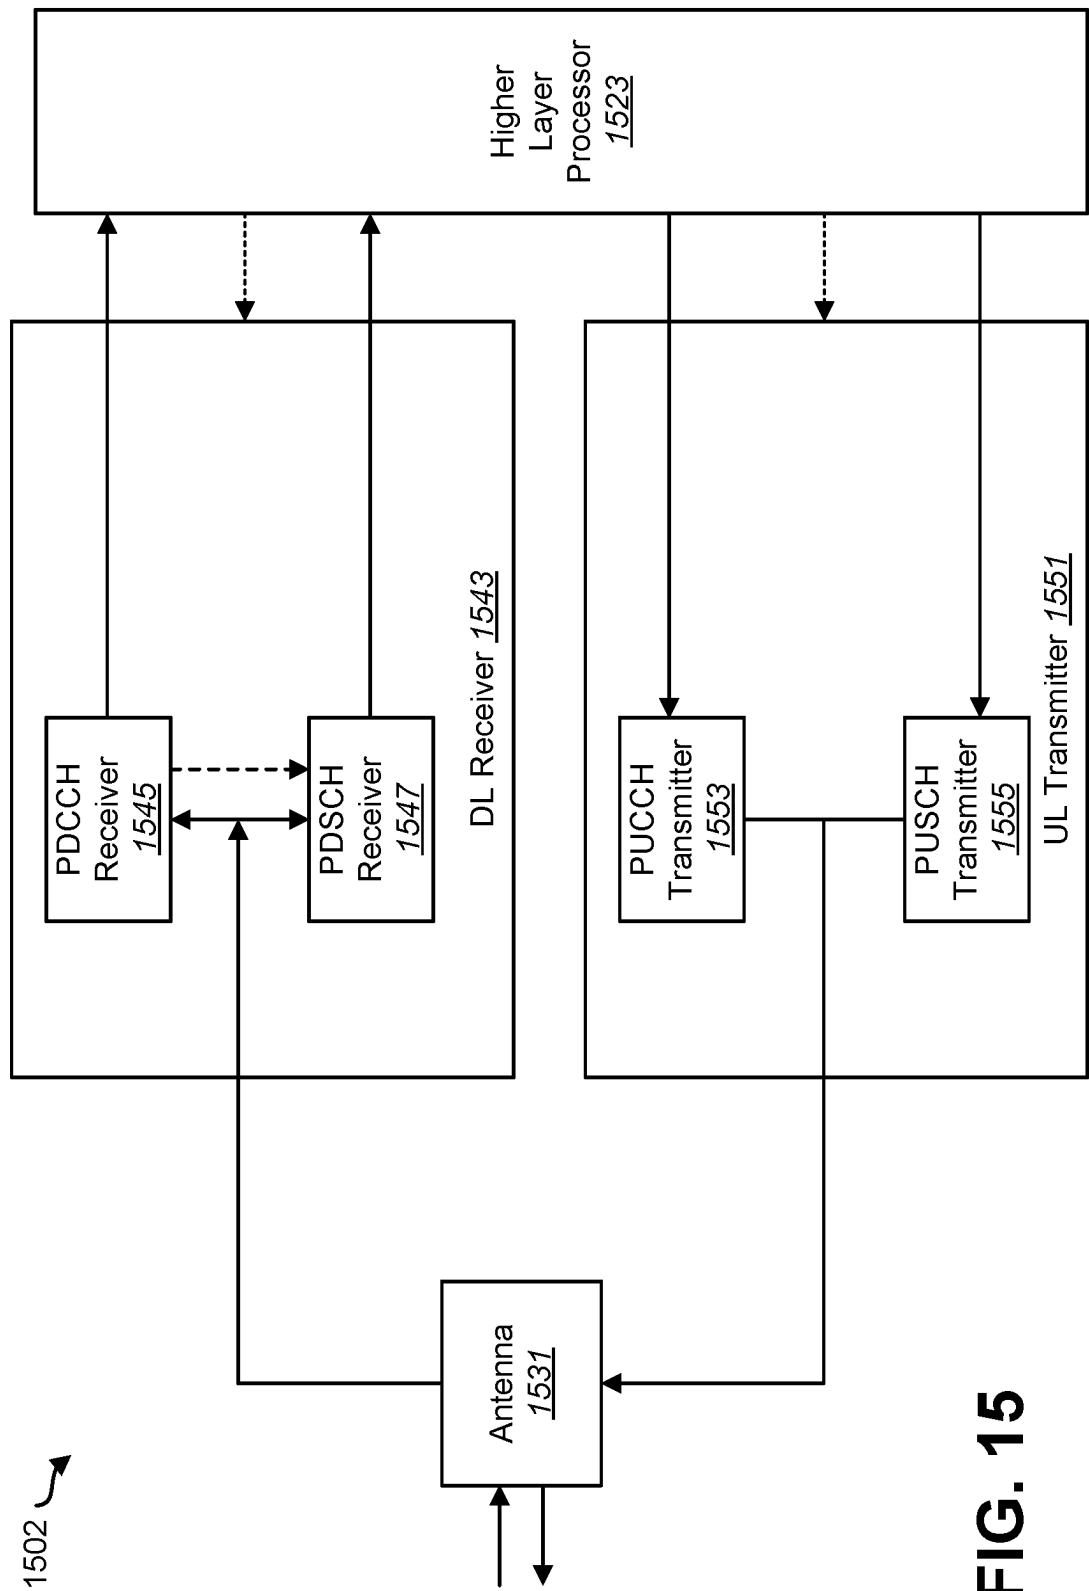 1502
Antenna
1531
PDCCH
Receiver
1545
PDSCH
Receiver
1547
DL Receiver 1543
PUCCH
Transmitter
1553
PUSCH
Transmitter
1555
UL Transmitter 1551
Higher
Layer
Processor
1523
FIG. 15